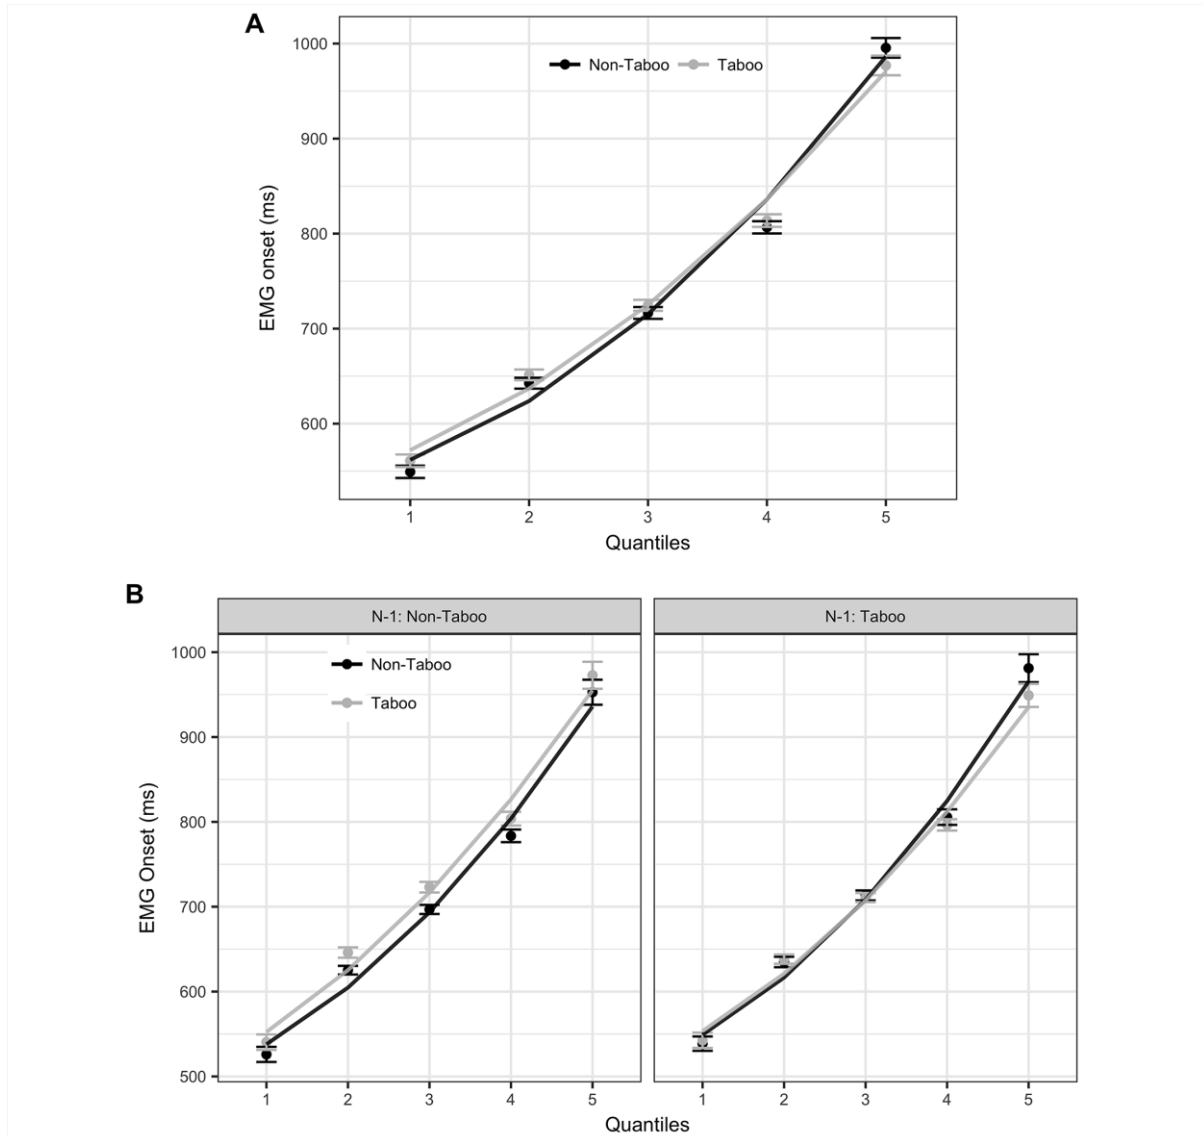 A
1000
900
800
700
600
EMG onset (ms)
Non-Taboo
Taboo
1 2 3 4 5
Quantiles
B
N-1: Non-Taboo
N-1: Taboo
1000
900
800
700
600
500
EMG Onset (ms)
Non-Taboo
Taboo
1 2 3 4 5
1 2 3 4 5
Quantiles